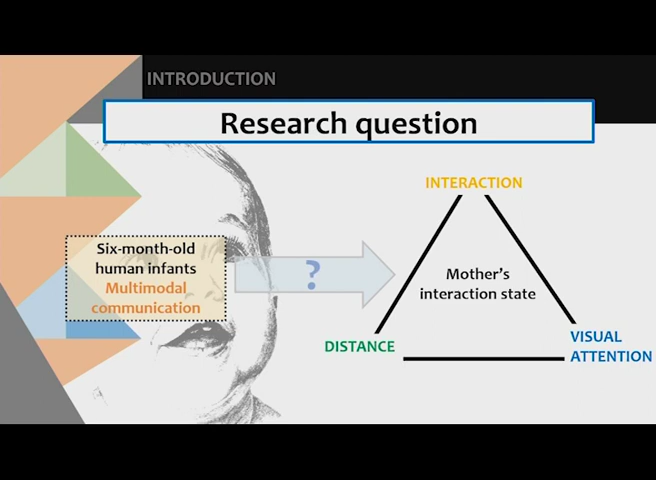 INTRODUCTION
Research question
Six-month-old
human infants
Multimodal
communication
?
INTERACTION
Mother's
interaction state
DISTANCE
VISUAL
ATTENTION